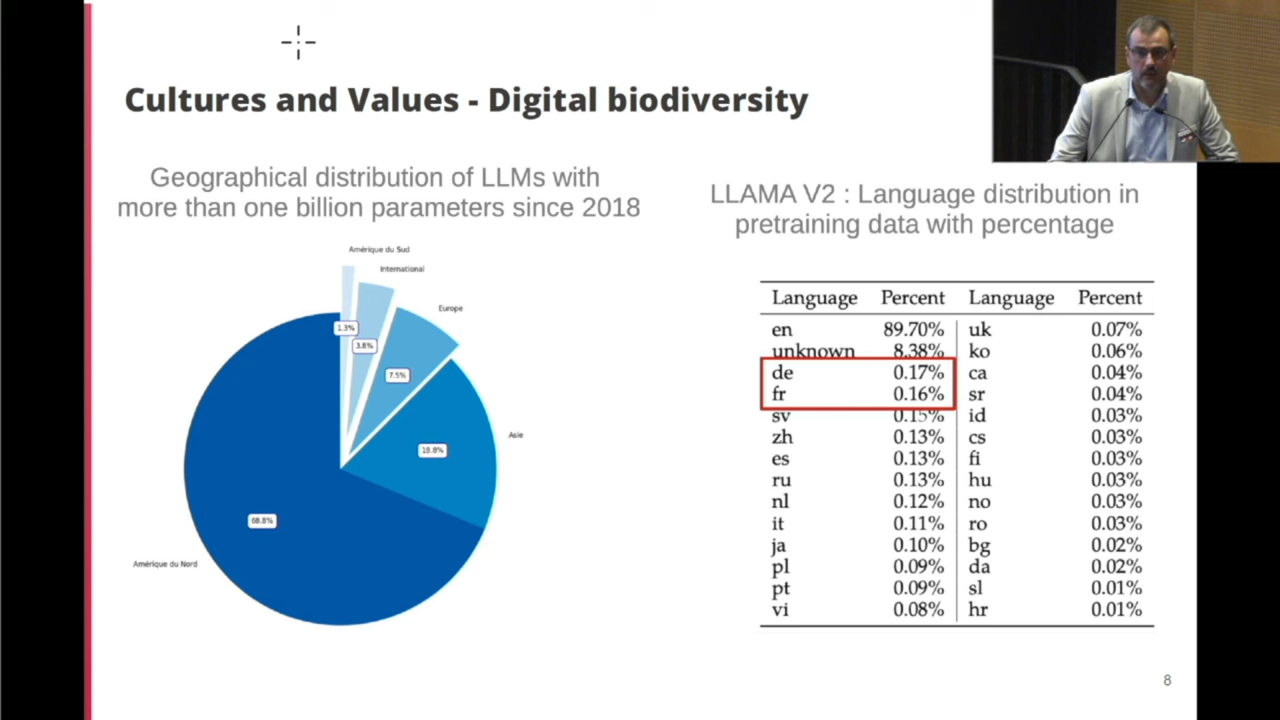 Cultures and Values - Digital biodiversity
Geographical distribution of LLMs with
more than one billion parameters since 2018
Amérique du Sud
International
Europe
1.3%
3.8%
7.5%
Asie
18.8%
68.8%
Amérique du Nord
LLAMA V2 : Language distribution in
pretraining data with percentage
Language Percent Language Percent
en 89.70% uk 0.07%
unknown 8.38% ko 0.06%
de 0.17% ca 0.04%
fr 0.16% sr 0.04%
sv 0.15% id 0.03%
zh 0.13% cs 0.03%
es 0.13% fi 0.03%
ru 0.13% hu 0.03%
nl 0.12% no 0.03%
it 0.11% ro 0.03%
ja 0.10% bg 0.02%
pl 0.09% da 0.02%
pt 0.09% sl 0.01%
vi 0.08% hr 0.01%
8